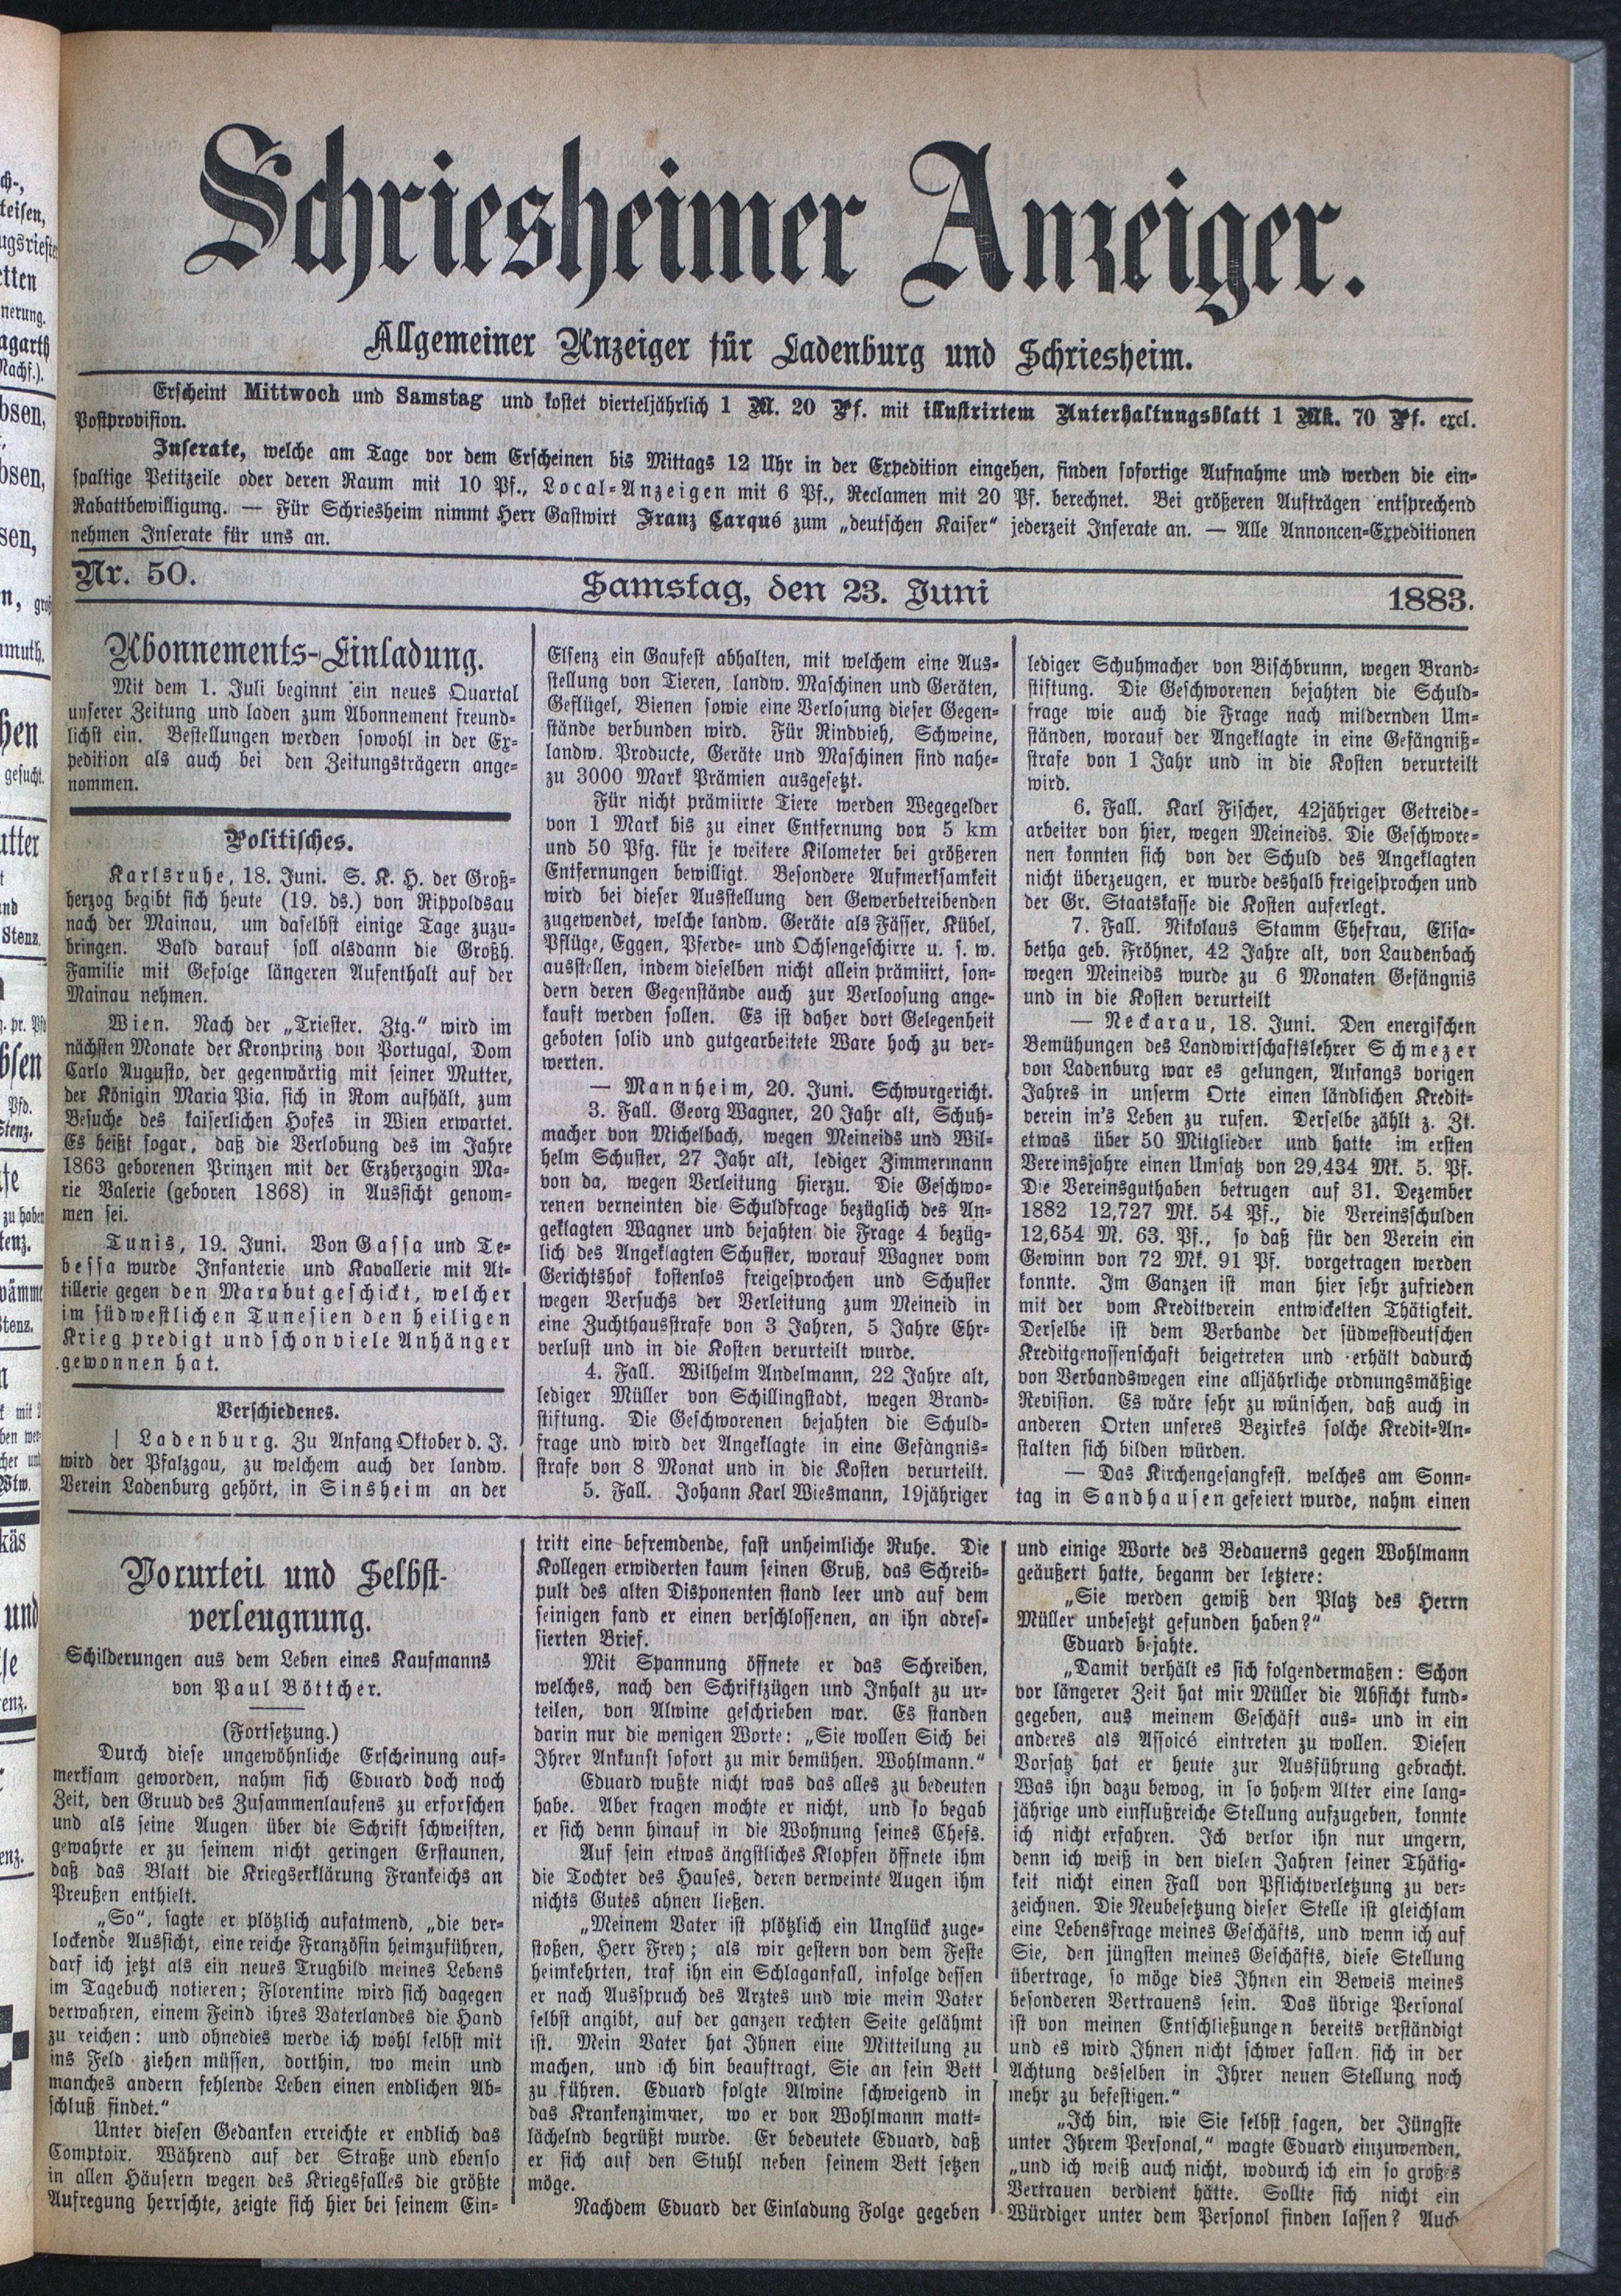 Schriesheimer Anzeiger.
Allgemeiner Anzeiger für Ladenburg und Schriesheim.
Erscheint Mittwoch und Samstag und kostet vierteljährlich 1 M. 20 Pf. mit illustrirtem Unterhaltungsblatt 1 Mk. 70 Pf. excl.
Postprovision.
Inserate, welche am Tage vor dem Erscheinen bis Mittags 12 Uhr in der Expedition eingehen, finden sofortige Aufnahme und werden die ein-
spaltige Petitzeile oder deren Raum mit 10 Pf., Local-Anzeigen mit 6 Pf., Reclamen mit 20 Pf. berechnet. Bei größeren Aufträgen entsprechend
Rabattbewilligung. — Für Schriesheim nimmt Herr Gastwirt Franz Carqué zum „deutschen Kaiser“ jederzeit Inserate an. — Alle Annoncen-Expeditionen
nehmen Inserate für uns an.
Nr. 50. Samstag, den 23. Juni 1883.
Abonnements-Einladung.
Mit dem 1. Juli beginnt ein neues Quartal
unserer Zeitung und laden zum Abonnement freund-
lichst ein. Bestellungen werden sowohl in der Ex-
pedition als auch bei den Zeitungsträgern ange-
nommen.
Politisches.
Karlsruhe, 18. Juni. S. K. H. der Groß-
herzog begibt sich heute (19. ds.) von Rippoldsau
nach der Mainau, um daselbst einige Tage zuzu-
bringen. Bald darauf soll alsdann die Großh.
Familie mit Gefolge längeren Aufenthalt auf der
Mainau nehmen.
Wien. Nach der „Triester. Ztg.“ wird im
nächsten Monate der Kronprinz von Portugal, Dom
Carlo Augusto, der gegenwärtig mit seiner Mutter,
der Königin Maria Pia, sich in Rom aufhält, zum
Besuche des kaiserlichen Hofes in Wien erwartet.
Es heißt sogar, daß die Verlobung des im Jahre
1863 geborenen Prinzen mit der Erzherzogin Ma-
rie Valerie (geboren 1868) in Aussicht genom-
men sei.
Tunis, 19. Juni. Von Gassa und Te-
bessa wurde Infanterie und Kavallerie mit At-
tillerie gegen den Marabut geschickt, welcher
im südwestlichen Tunesien den heiligen
Krieg predigt und schon viele Anhänger
gewonnen hat.
Verschiedenes.
| Ladenburg. Zu Anfang Oktober d. J.
wird der Pfalzgau, zu welchem auch der landw.
Verein Ladenburg gehört, in Sinsheim an der
Elsenz ein Gaufest abhalten, mit welchem eine Aus-
stellung von Tieren, landw. Maschinen und Geräten,
Geflügel, Bienen sowie eine Verlosung dieser Gegen-
stände verbunden wird. Für Rindvieh, Schweine,
landw. Producte, Geräte und Maschinen sind nahe-
zu 3000 Mark Prämien ausgesetzt.
Für nicht prämiirte Tiere werden Wegegelder
von 1 Mark bis zu einer Entfernung von 5 km
und 50 Pfg. für je weitere Kilometer bei größeren
Entfernungen bewilligt. Besondere Aufmerksamkeit
wird bei dieser Ausstellung den Gewerbetreibenden
zugewendet, welche landw. Geräte als Fässer, Kübel,
Pflüge, Eggen, Pferde- und Ochsengeschirre u. s. w.
ausstellen, indem dieselben nicht allein prämiirt, son-
dern deren Gegenstände auch zur Verloosung ange-
kauft werden sollen. Es ist daher dort Gelegenheit
geboten solid und gutgearbeitete Ware hoch zu ver-
werten.
— Mannheim, 20. Juni. Schwurgericht.
3. Fall. Georg Wagner, 20 Jahr alt, Schuh-
macher von Michelbach, wegen Meineids und Wil-
helm Schuster, 27 Jahr alt, lediger Zimmermann
von da, wegen Verleitung hierzu. Die Geschwo-
renen verneinten die Schuldfrage bezüglich des An-
geklagten Wagner und bejahten die Frage 4 bezüg-
lich des Angeklagten Schuster, worauf Wagner vom
Gerichtshof kostenlos freigesprochen und Schuster
wegen Versuchs der Verleitung zum Meineid in
eine Zuchthausstrafe von 3 Jahren, 5 Jahre Ehr-
verlust und in die Kosten verurteilt wurde.
4. Fall. Wilhelm Andelmann, 22 Jahre alt,
lediger Müller von Schillingstadt, wegen Brand-
stiftung. Die Geschworenen bejahten die Schuld-
frage und wird der Angeklagte in eine Gefängnis-
strafe von 8 Monat und in die Kosten verurteilt.
5. Fall. Johann Karl Wiesmann, 19jähriger
lediger Schuhmacher von Bischbrunn, wegen Brand-
stiftung. Die Geschworenen bejahten die Schuld-
frage wie auch die Frage nach mildernden Um-
ständen, worauf der Angeklagte in eine Gefängniß-
strafe von 1 Jahr und in die Kosten verurteilt
wird.
6. Fall. Karl Fischer, 42jähriger Getreide-
arbeiter von hier, wegen Meineids. Die Geschwore-
nen konnten sich von der Schuld des Angeklagten
nicht überzeugen, er wurde deshalb freigesprochen und
der Gr. Staatskasse die Kosten auferlegt.
7. Fall. Nikolaus Stamm Ehefrau, Elisa-
betha geb. Fröhner, 42 Jahre alt, von Laudenbach
wegen Meineids wurde zu 6 Monaten Gefängnis
und in die Kosten verurteilt
— Neckarau, 18. Juni. Den energischen
Bemühungen des Landwirtschaftslehrer Schmezer
von Ladenburg war es gelungen, Anfangs vorigen
Jahres in unserm Orte einen ländlichen Kredit-
verein in's Leben zu rufen. Derselbe zählt z. Zt.
etwas über 50 Mitglieder und hatte im ersten
Vereinsjahre einen Umsatz von 29,434 Mk. 5. Pf.
Die Vereinsguthaben betrugen auf 31. Dezember
1882 12,727 Mk. 54 Pf., die Vereinsschulden
12,654 M. 63. Pf., so daß für den Verein ein
Gewinn von 72 Mk. 91 Pf. vorgetragen werden
konnte. Im Ganzen ist man hier sehr zufrieden
mit der vom Kreditverein entwickelten Thätigkeit.
Derselbe ist dem Verbande der südwestdeutschen
Kreditgenossenschaft beigetreten und erhält dadurch
von Verbandswegen eine alljährliche ordnungsmäßige
Revision. Es wäre sehr zu wünschen, daß auch in
anderen Orten unseres Bezirkes solche Kredit-An-
stalten sich bilden würden.
— Das Kirchengesangfest, welches am Sonn-
tag in Sandhausen gefeiert wurde, nahm einen
Vorurteil und Selbst-
verleugnung.
Schilderungen aus dem Leben eines Kaufmanns
von Paul Böttcher.
(Fortsetzung.)
Durch diese ungewöhnliche Erscheinung auf-
merksam geworden, nahm sich Eduard doch noch
Zeit, den Gruud des Zusammenlaufens zu erforschen
und als seine Augen über die Schrift schweiften,
gewahrte er zu seinem nicht geringen Erstaunen,
daß das Blatt die Kriegserklärung Frankeichs an
Preußen enthielt.
„So“, sagte er plötzlich aufatmend, „die ver-
lockende Aussicht, eine reiche Französin heimzuführen,
darf ich jetzt als ein neues Trugbild meines Lebens
im Tagebuch notieren; Florentine wird sich dagegen
verwahren, einem Feind ihres Vaterlandes die Hand
zu reichen: und ohnedies werde ich wohl selbst mit
ins Feld ziehen müssen, dorthin, wo mein und
manches andern fehlende Leben einen endlichen Ab-
schluß findet.“
Unter diesen Gedanken erreichte er endlich das
Comptoir. Während auf der Straße und ebenso
in allen Häusern wegen des Kriegsfalles die größte
Aufregung herrschte, zeigte sich hier bei seinem Ein-
tritt eine befremdende, fast unheimliche Ruhe. Die
Kollegen erwiderten kaum seinen Gruß, das Schreib-
pult des alten Disponenten stand leer und auf dem
seinigen fand er einen verschlossenen, an ihn adres-
sierten Brief.
Mit Spannung öffnete er das Schreiben,
welches, nach den Schriftzügen und Inhalt zu ur-
teilen, von Alwine geschrieben war. Es standen
darin nur die wenigen Worte: „Sie wollen Sich bei
Ihrer Ankunft sofort zu mir bemühen. Wohlmann.“
Eduard wußte nicht was das alles zu bedeuten
habe. Aber fragen mochte er nicht, und so begab
er sich denn hinauf in die Wohnung seines Chefs.
Auf sein etwas ängstliches Klopfen öffnete ihm
die Tochter des Hauses, deren verweinte Augen ihm
nichts Gutes ahnen ließen.
„Meinem Vater ist plötzlich ein Unglück zuge-
stoßen, Herr Frey; als wir gestern von dem Feste
heimkehrten, traf ihn ein Schlaganfall, infolge dessen
er nach Ausspruch des Arztes und wie mein Vater
selbst angibt, auf der ganzen rechten Seite gelähmt
ist. Mein Vater hat Ihnen eine Mitteilung zu
machen, und ich bin beauftragt, Sie an sein Bett
zu führen. Eduard folgte Alwine schweigend in
das Krankenzimmer, wo er von Wohlmann matt-
lächelnd begrüßt wurde. Er bedeutete Eduard, daß
er sich auf den Stuhl neben seinem Bett setzen
möge.
Nachdem Eduard der Einladung Folge gegeben
und einige Worte des Bedauerns gegen Wohlmann
geäußert hatte, begann der letztere:
„Sie werden gewiß den Platz des Herrn
Müller unbesetzt gefunden haben?“
Eduard bejahte.
„Damit verhält es sich folgendermaßen: Schon
vor längerer Zeit hat mir Müller die Absicht kund-
gegeben, aus meinem Geschäft aus- und in ein
anderes als Assoicé eintreten zu wollen. Diesen
Vorsatz hat er heute zur Ausführung gebracht.
Was ihn dazu bewog, in so hohem Alter eine lang-
jährige und einflußreiche Stellung aufzugeben, konnte
ich nicht erfahren. Ich verlor ihn nur ungern,
denn ich weiß in den vielen Jahren seiner Thätig-
keit nicht einen Fall von Pflichtverletzung zu ver-
zeichnen. Die Neubesetzung dieser Stelle ist gleichsam
eine Lebensfrage meines Geschäfts, und wenn ich auf
Sie, den jüngsten meines Geschäfts, diese Stellung
übertrage, so möge dies Ihnen ein Beweis meines
besonderen Vertrauens sein. Das übrige Personal
ist von meinen Entschließungen bereits verständigt
und es wird Ihnen nicht schwer fallen, sich in der
Achtung desselben in Ihrer neuen Stellung noch
mehr zu befestigen.“
„Ich bin, wie Sie selbst sagen, der Jüngste
unter Ihrem Personal,“ wagte Eduard einzuwenden,
„und ich weiß auch nicht, wodurch ich ein so großes
Vertrauen verdient hätte. Sollte sich nicht ein
Würdiger unter dem Personol finden lassen? Auch